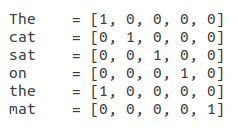 The = [1, 0, 0, 0, 0]
cat = [0, 1, 0, 0, 0]
sat = [0, 0, 1, 0, 0]
on = [0, 0, 0, 1, 0]
the = [1, 0, 0, 0, 0]
mat = [0, 0, 0, 0, 1]